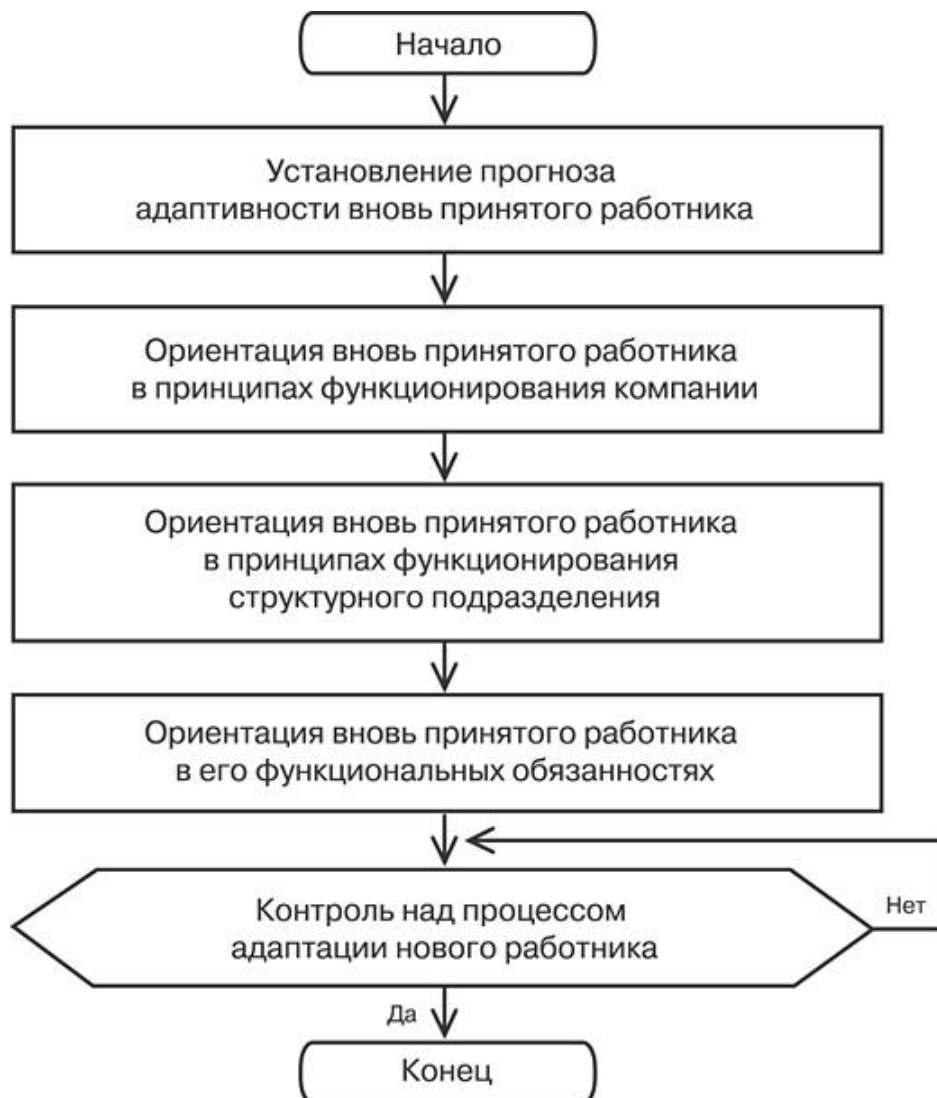 Начало
Установление прогноза
адаптивности вновь принятого работника
Ориентация вновь принятого работника
в принципах функционирования компании
Ориентация вновь принятого работника
в принципах функционирования
структурного подразделения
Ориентация вновь принятого работника
в его функциональных обязанностях
Контроль над процессом
адаптации нового работника
Нет
Да
Конец